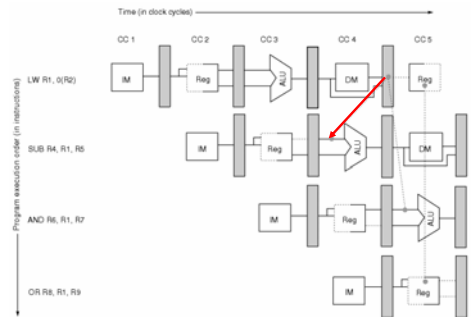 Time (in clock cycles)
CC 1 CC 2 CC 3 CC 4 CC 5
Program execution order (in instructions)
LW R1, 0(R2) IM Reg ALU DM Reg
SUB R4, R1, R5 IM Reg ALU DM
AND R6, R1, R7 IM Reg ALU
OR R8, R1, R9 IM Reg